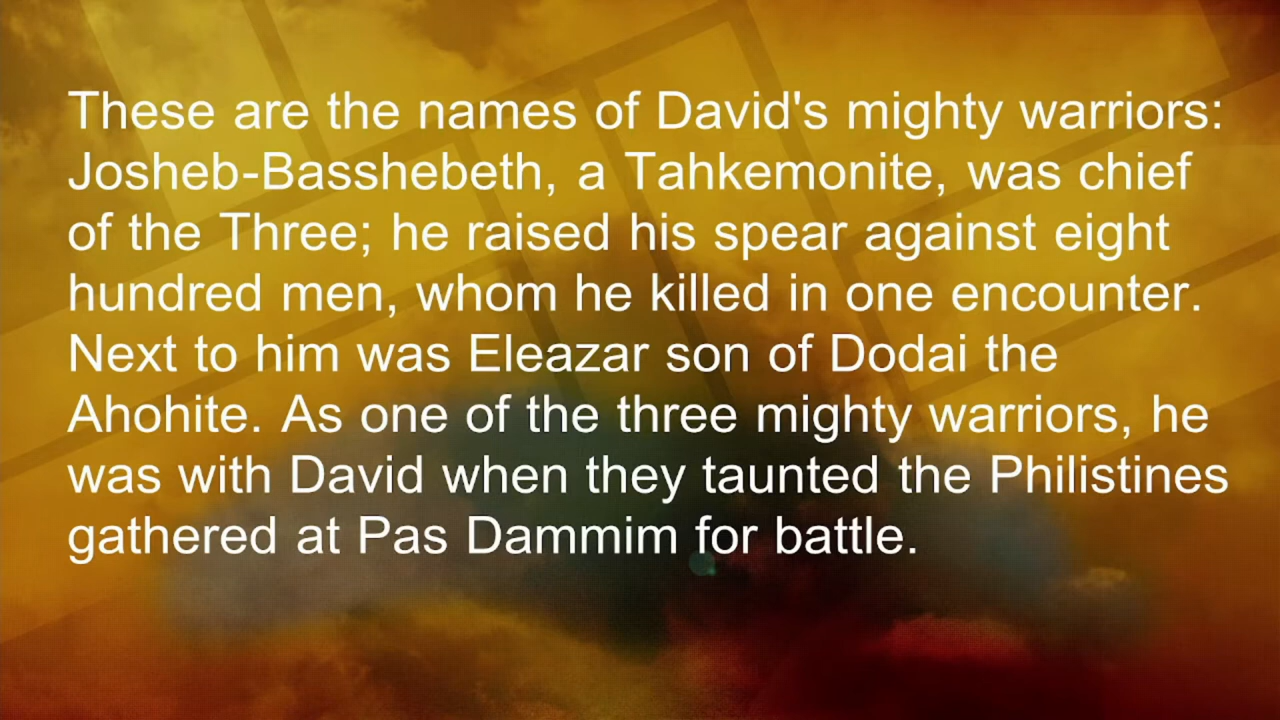 These are the names of David's mighty warriors:
Josheb-Basshebeth, a Tahkemonite, was chief
of the Three; he raised his spear against eight
hundred men, whom he killed in one encounter.
Next to him was Eleazar son of Dodai the
Ahohite. As one of the three mighty warriors, he
was with David when they taunted the Philistines
gathered at Pas Dammim for battle.